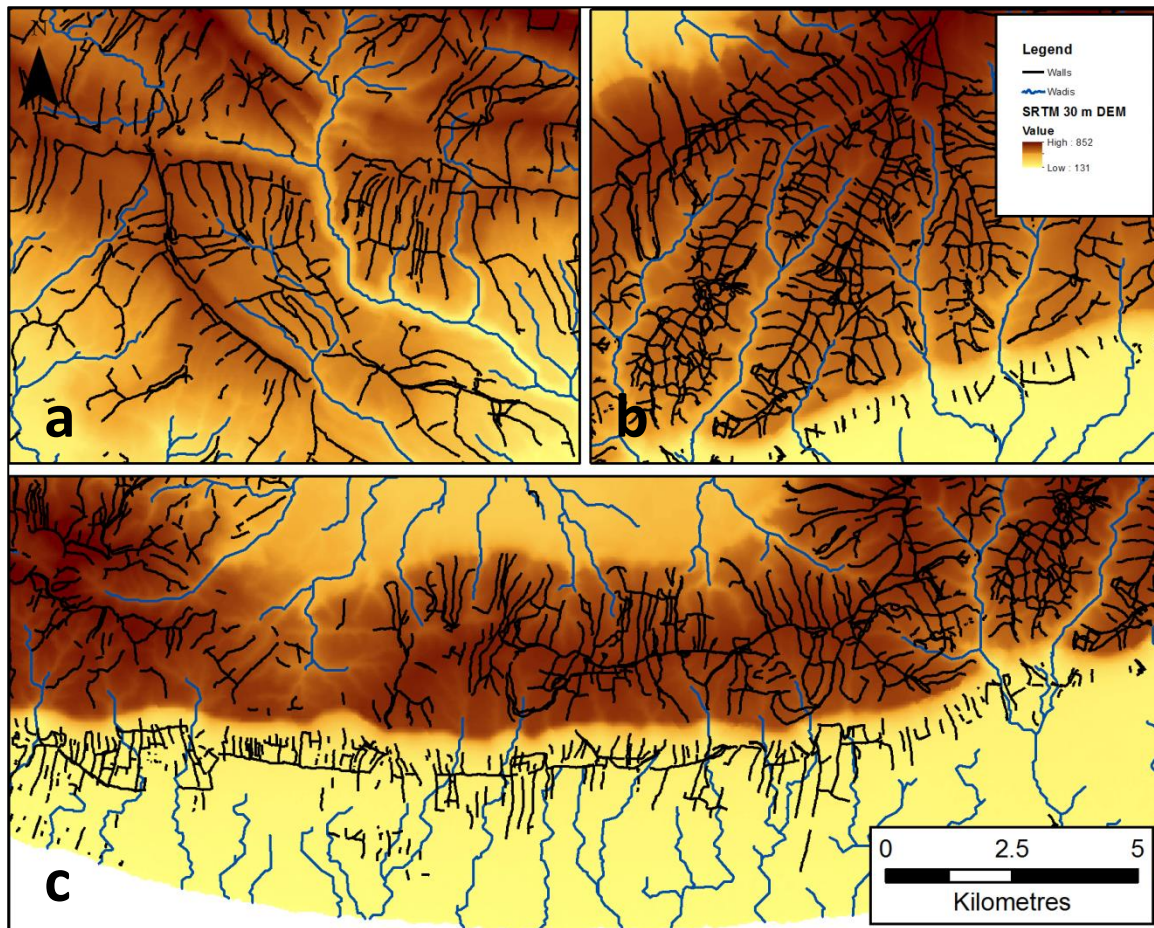 N
Legend
Walls
Wadis
SRTM 30 m DEM
Value
High : 852
Low : 131
a
b
c
0 2.5 5
Kilometres